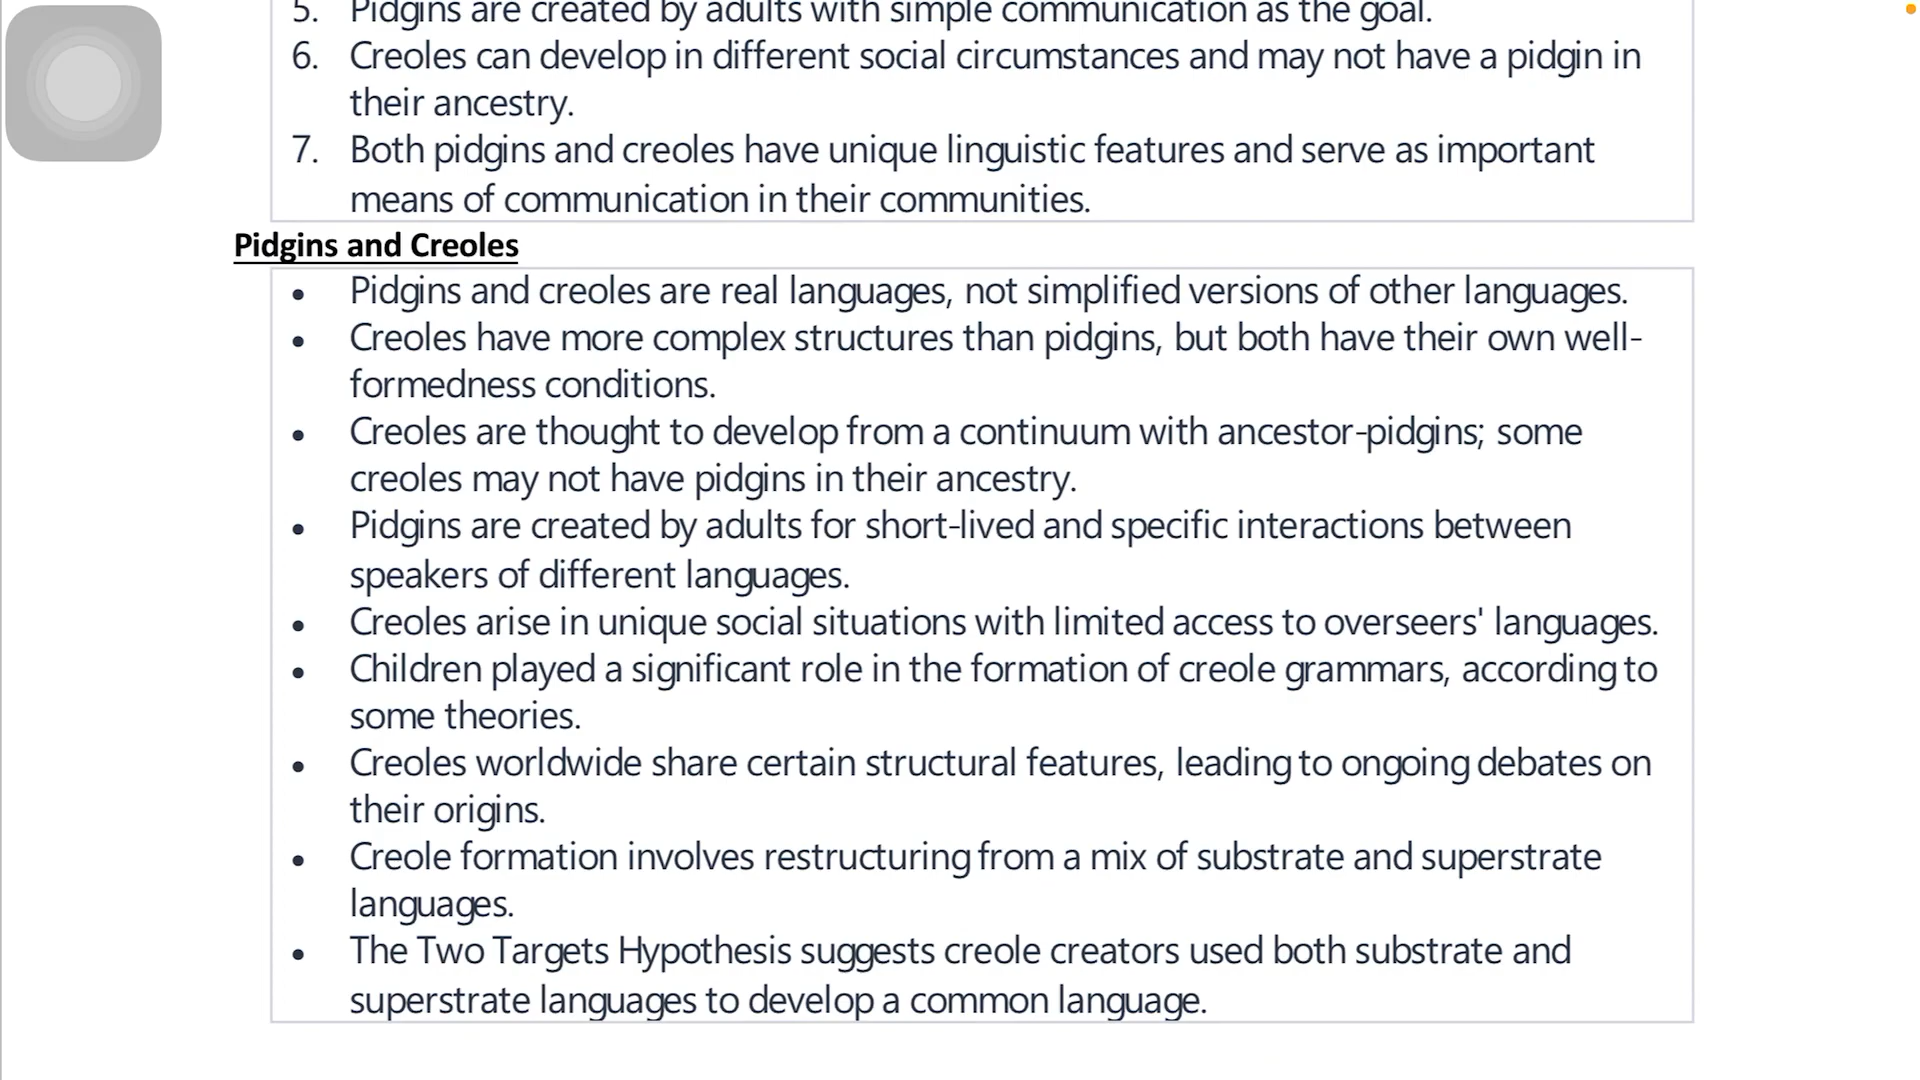 5. Pidgins are created by adults with simple communication as the goal.
6. Creoles can develop in different social circumstances and may not have a pidgin in
their ancestry.
7. Both pidgins and creoles have unique linguistic features and serve as important
means of communication in their communities.
Pidgins and Creoles
• Pidgins and creoles are real languages, not simplified versions of other languages.
• Creoles have more complex structures than pidgins, but both have their own well-
formedness conditions.
• Creoles are thought to develop from a continuum with ancestor-pidgins; some
creoles may not have pidgins in their ancestry.
• Pidgins are created by adults for short-lived and specific interactions between
speakers of different languages.
• Creoles arise in unique social situations with limited access to overseers' languages.
• Children played a significant role in the formation of creole grammars, according to
some theories.
• Creoles worldwide share certain structural features, leading to ongoing debates on
their origins.
• Creole formation involves restructuring from a mix of substrate and superstrate
languages.
• The Two Targets Hypothesis suggests creole creators used both substrate and
superstrate languages to develop a common language.